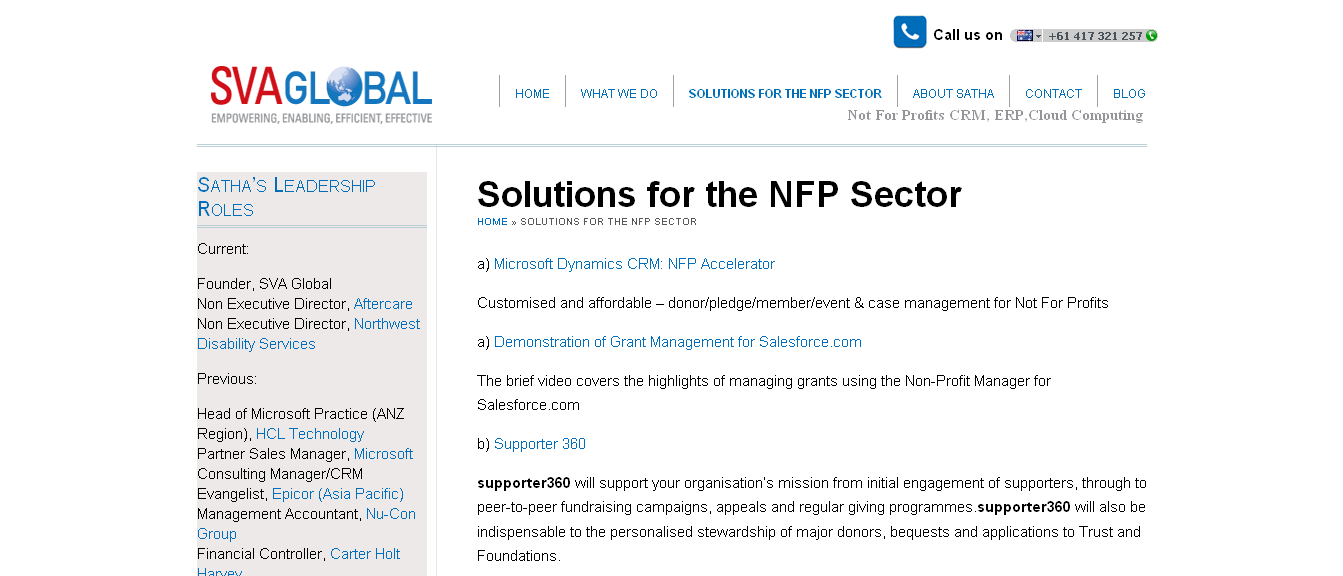 Call us on +61 417 321 257
SVAGLOBAL
EMPOWERING, ENABLING, EFFICIENT, EFFECTIVE
HOME WHAT WE DO SOLUTIONS FOR THE NFP SECTOR ABOUT SATHA CONTACT BLOG
Not For Profits CRM, ERP,Cloud Computing
Satha's Leadership
Roles
Current:
Founder, SVA Global
Non Executive Director, Aftercare
Non Executive Director, Northwest
Disability Services
Previous:
Head of Microsoft Practice (ANZ
Region), HCL Technology
Partner Sales Manager, Microsoft
Consulting Manager/CRM
Evangelist, Epicor (Asia Pacific)
Management Accountant, Nu-Con
Group
Financial Controller, Carter Holt
Harvey
Solutions for the NFP Sector
HOME » SOLUTIONS FOR THE NFP SECTOR
a) Microsoft Dynamics CRM: NFP Accelerator
Customised and affordable – donor/pledge/member/event & case management for Not For Profits
a) Demonstration of Grant Management for Salesforce.com
The brief video covers the highlights of managing grants using the Non-Profit Manager for
Salesforce.com
b) Supporter 360
supporter360 will support your organisation's mission from initial engagement of supporters, through to
peer-to-peer fundraising campaigns, appeals and regular giving programmes.supporter360 will also be
indispensable to the personalised stewardship of major donors, bequests and applications to Trust and
Foundations.